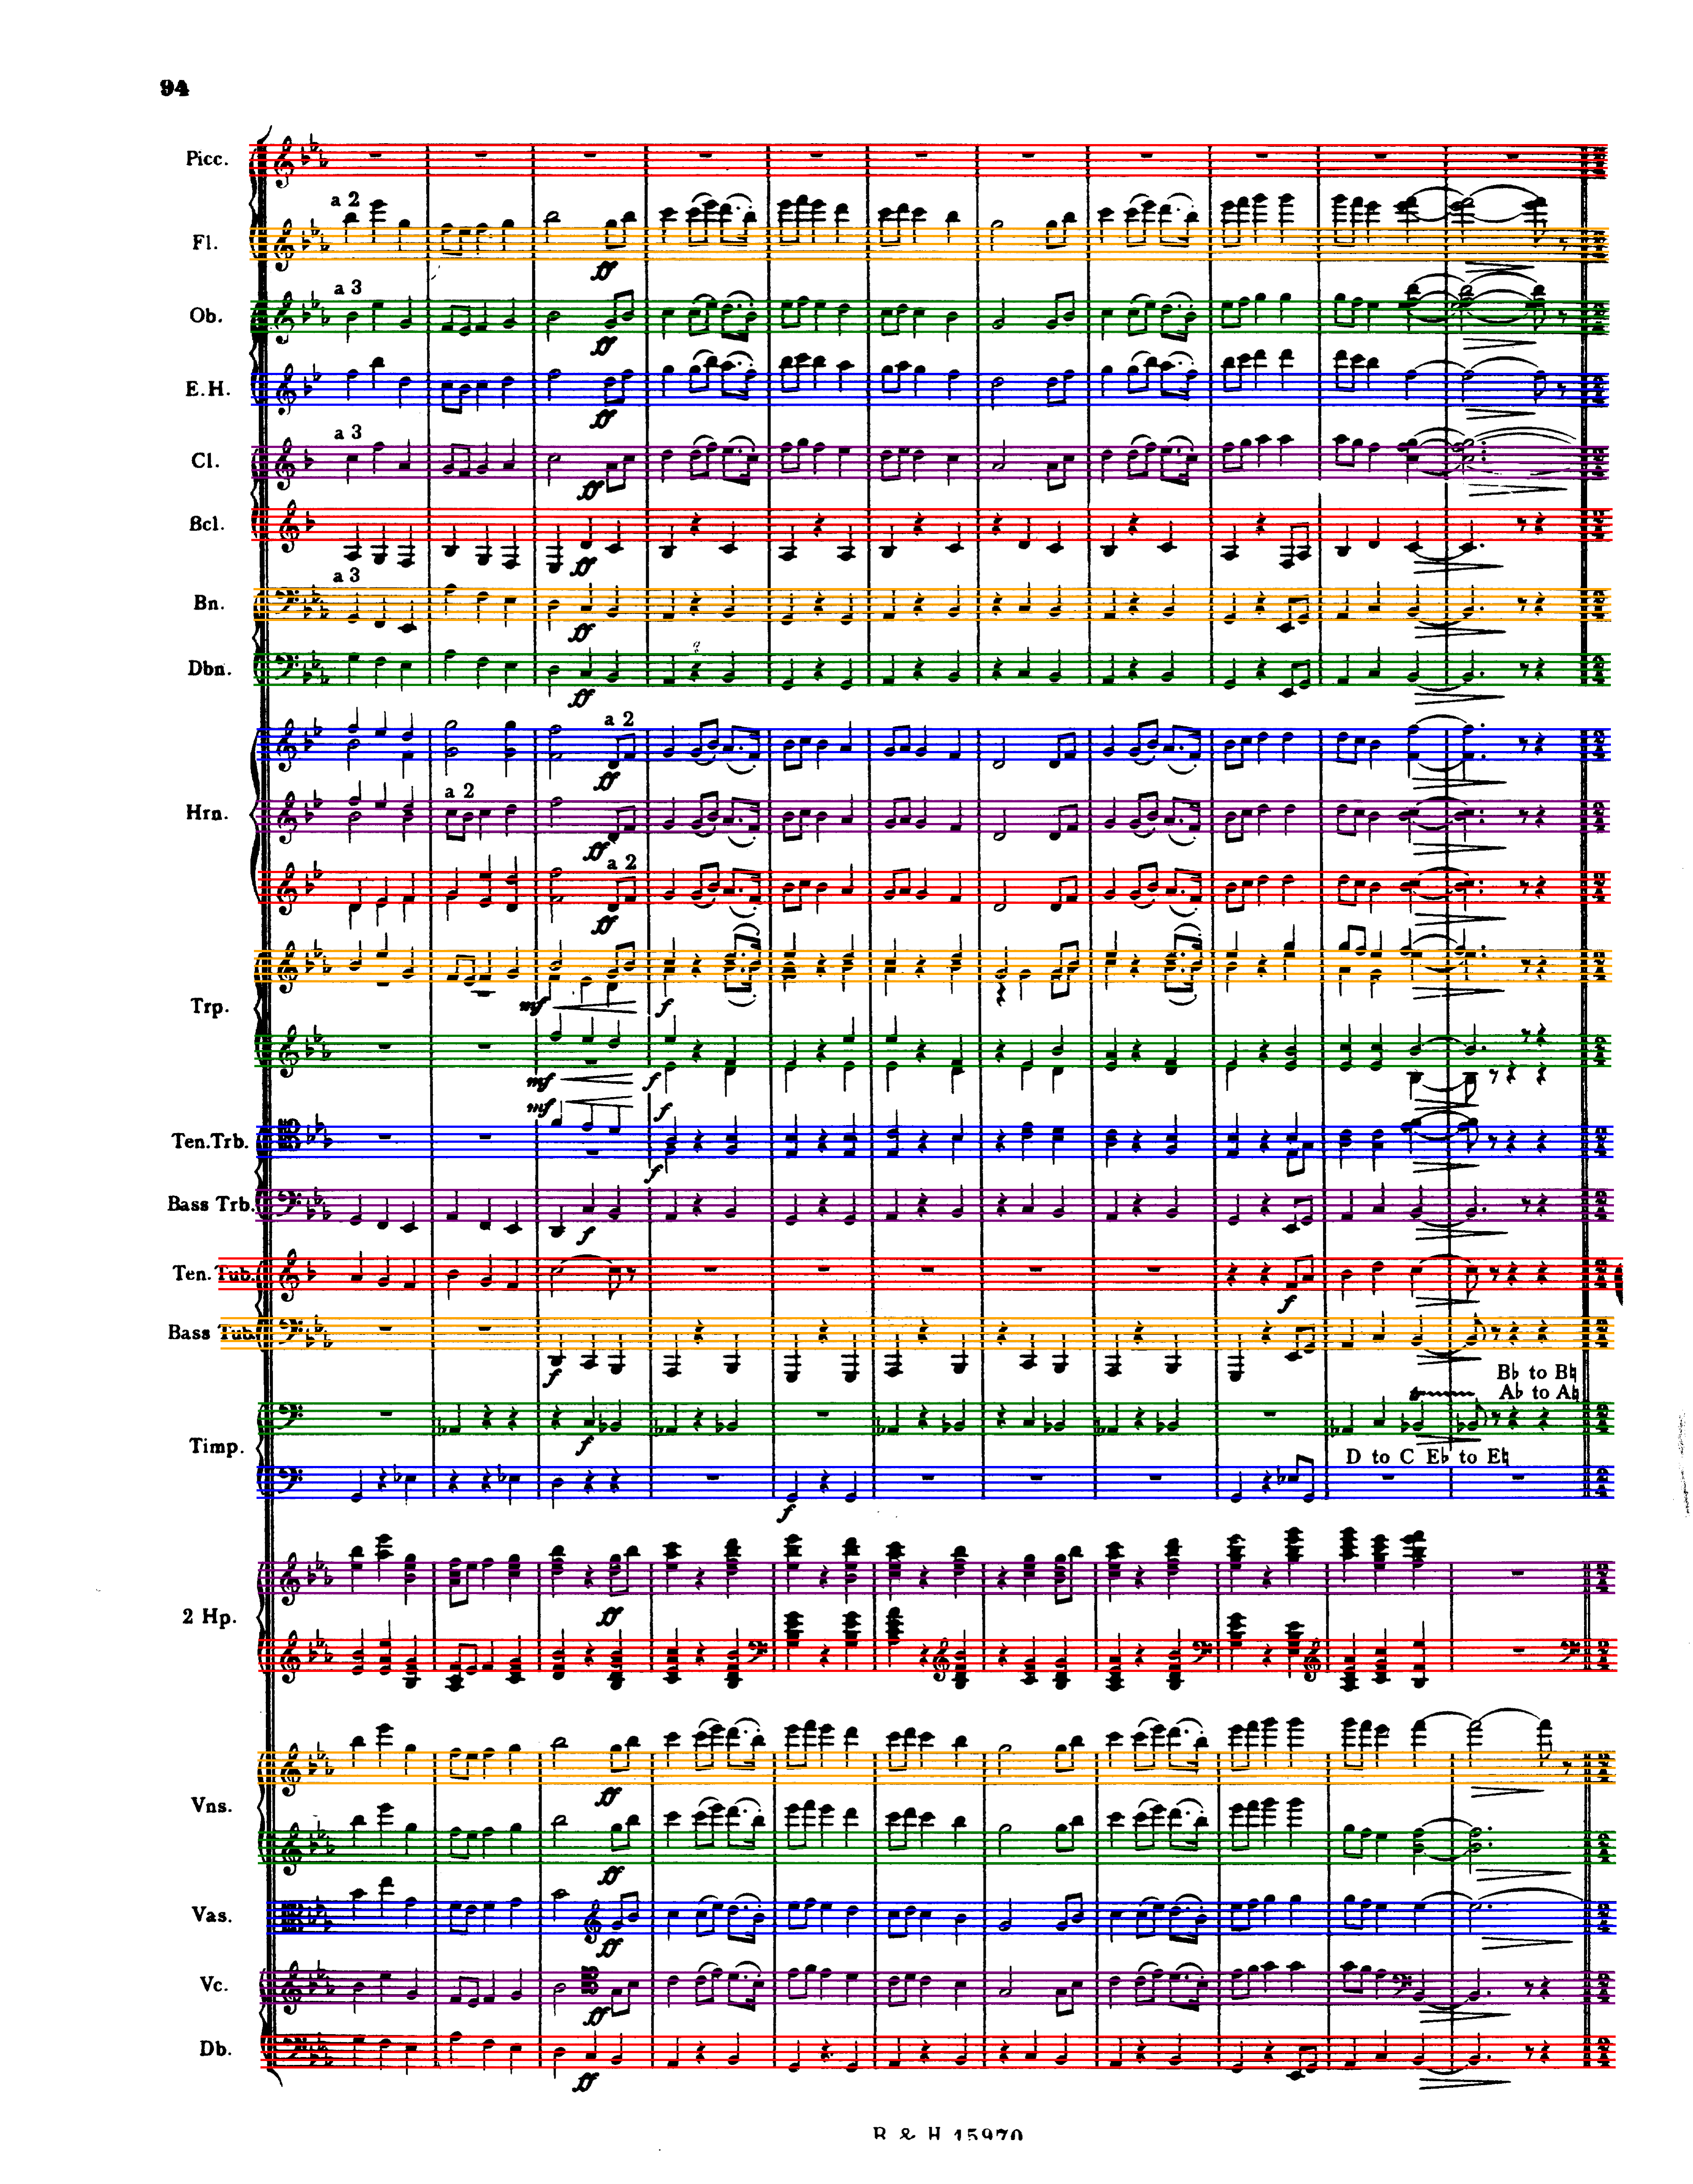 94
Picc.
a 2
Fl.
ff
a 3
Ob.
ff
E.H.
ff
a 3
Cl.
ff
Bcl.
ff
a 3
Bn.
ff
Dbn.
ff
a 2
ff
a 2
Hrn.
ff
a 2
ff
mf
f
Trp.
mf
f
mf
f
Ten.Trb.
f
Bass Trb.
f
Ten. Tub.
f
Bass Tub.
f
B♭ to B♮
A♭ to A♮
f
Timp.
D to C E♭ to E♮
f
ff
2 Hp.
ff
Vns.
ff
Vas.
ff
Vc.
ff
Db.
ff
B & H 15970